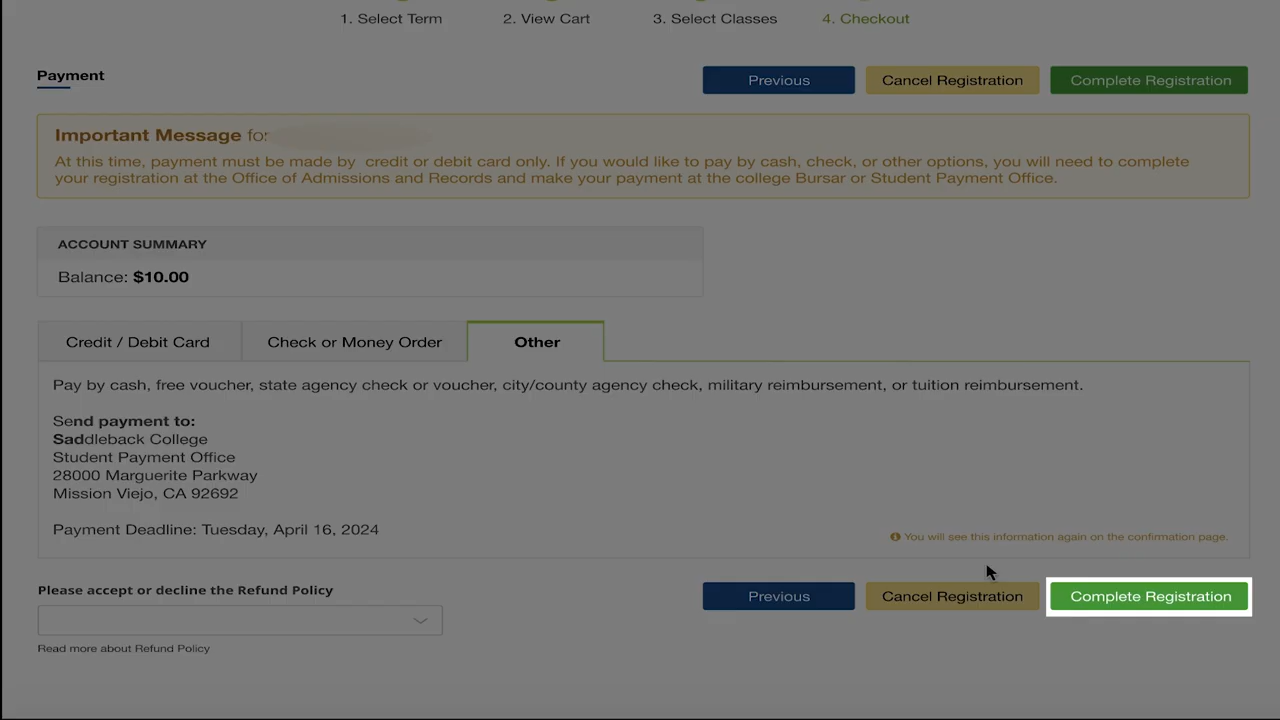 1. Select Term 2. View Cart 3. Select Classes 4. Checkout
Payment
Previous Cancel Registration Complete Registration
Important Message for
At this time, payment must be made by credit or debit card only. If you would like to pay by cash, check, or other options, you will need to complete
your registration at the Office of Admissions and Records and make your payment at the college Bursar or Student Payment Office.
ACCOUNT SUMMARY
Balance: $10.00
Credit / Debit Card Check or Money Order Other
Pay by cash, free voucher, state agency check or voucher, city/county agency check, military reimbursement, or tuition reimbursement.
Send payment to:
Saddleback College
Student Payment Office
28000 Marguerite Parkway
Mission Viejo, CA 92692
Payment Deadline: Tuesday, April 16, 2024
You will see this information again on the confirmation page.
Please accept or decline the Refund Policy
Previous Cancel Registration Complete Registration
Read more about Refund Policy